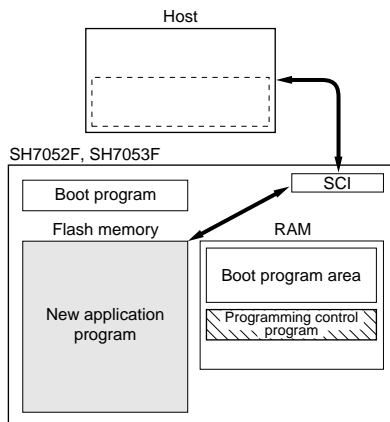 Host
SH7052F, SH7053F
SCI
Boot program
Flash memory
RAM
Boot program area
New application
program
Programming control
program